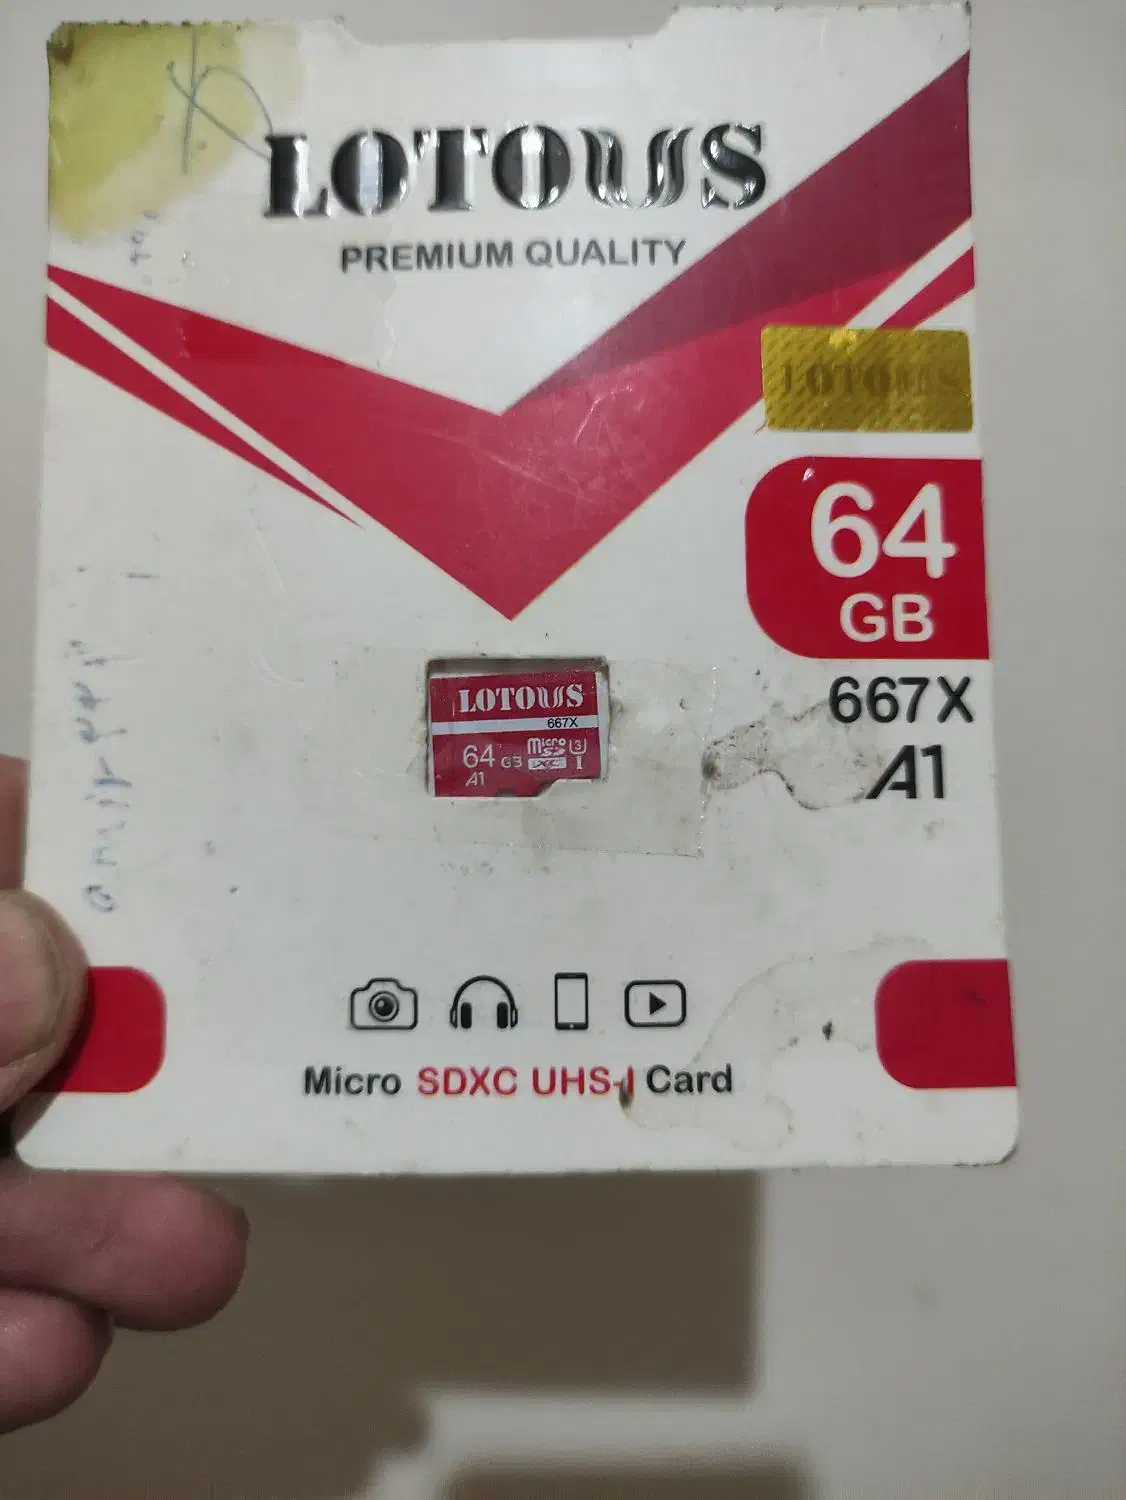 LOTOUS
PREMIUM QUALITY
LOTOUS
64
GB
667X
A1
LOTOUS
667X
64 GB
Micro
SD
XC I
3
A1
Micro SDXC UHS-I Card